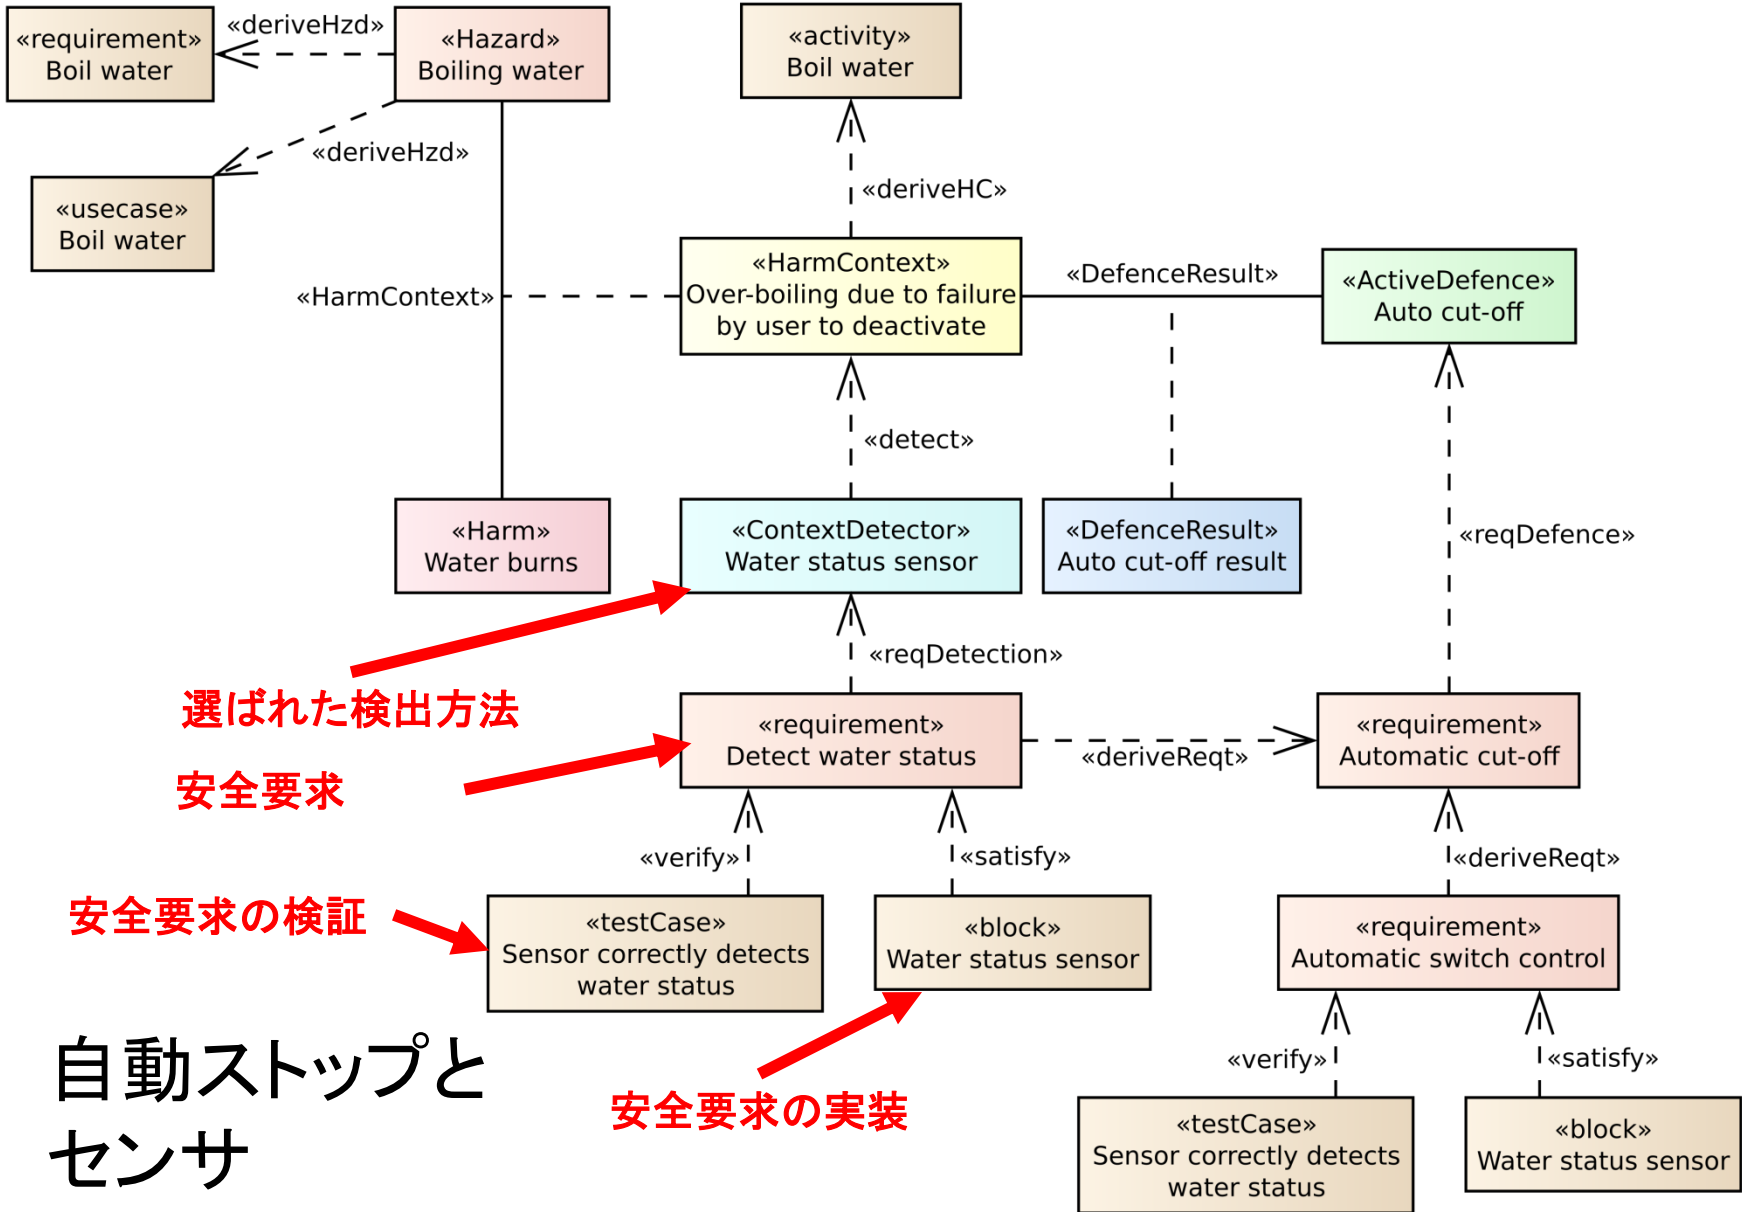 «requirement»
Boil water
«deriveHzd»
«Hazard»
Boiling water
«activity»
Boil water
«deriveHzd»
«usecase»
Boil water
«deriveHC»
«HarmContext»
«HarmContext»
Over-boiling due to failure
by user to deactivate
«DefenceResult»
«ActiveDefence»
Auto cut-off
«detect»
«Harm»
Water burns
«ContextDetector»
Water status sensor
«DefenceResult»
Auto cut-off result
«reqDefence»
«reqDetection»
選ばれた検出方法
安全要求
«requirement»
Detect water status
«deriveReqt»
«requirement»
Automatic cut-off
«verify»
«satisfy»
«deriveReqt»
安全要求の検証
«testCase»
Sensor correctly detects
water status
«block»
Water status sensor
«requirement»
Automatic switch control
安全要求の実装
«verify»
«satisfy»
«testCase»
Sensor correctly detects
water status
«block»
Water status sensor
自動ストップと
センサ